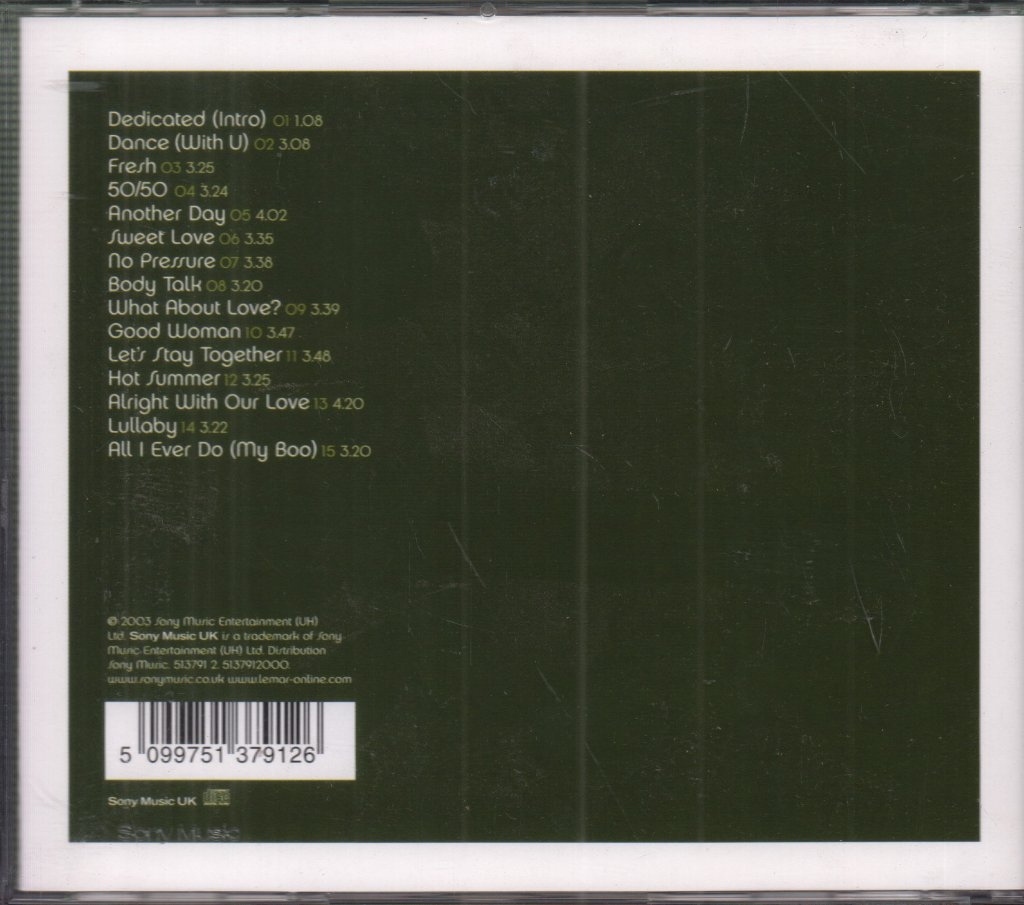 Dedicated (Intro) 01 1.08
Dance (With U) 02 3.08
Fresh 03 3.25
50/50 04 3.24
Another Day 05 4.02
Sweet Love 06 3.35
No Pressure 07 3.38
Body Talk 08 3.20
What About Love? 09 3.39
Good Woman 10 3.47
Let's Stay Together 11 3.48
Hot Summer 12 3.25
Alright With Our Love 13 4.20
Lullaby 14 3.22
All I Ever Do (My Boo) 15 3.20
℗ 2003 Sony Music Entertainment (UK)
Ltd. Sony Music UK is a trademark of Sony
Music Entertainment (UK) Ltd. Distribution
Sony Music. 513791 2. 5137912000.
www.sonymusic.co.uk www.lemar-online.com
5 099751 379126
Sony Music UK
Sony Music